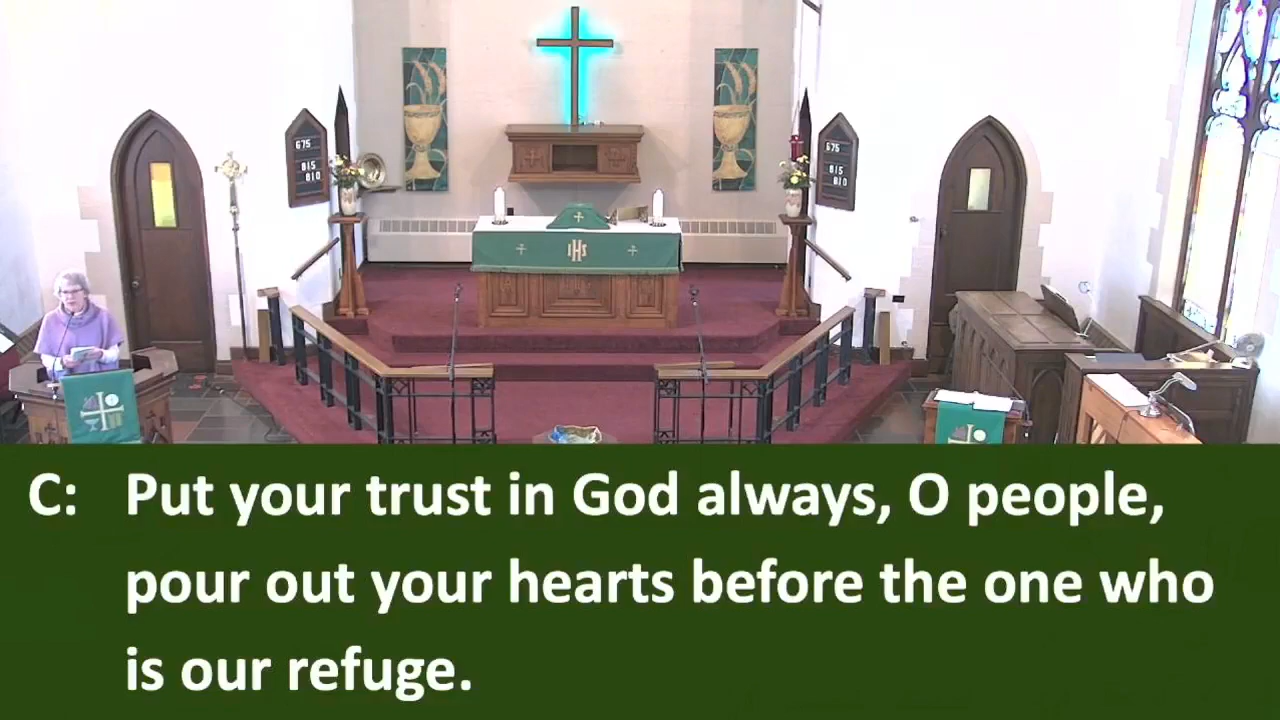 675
815
810
675
815
810
IHS
C: Put your trust in God always, O people,
pour out your hearts before the one who
is our refuge.